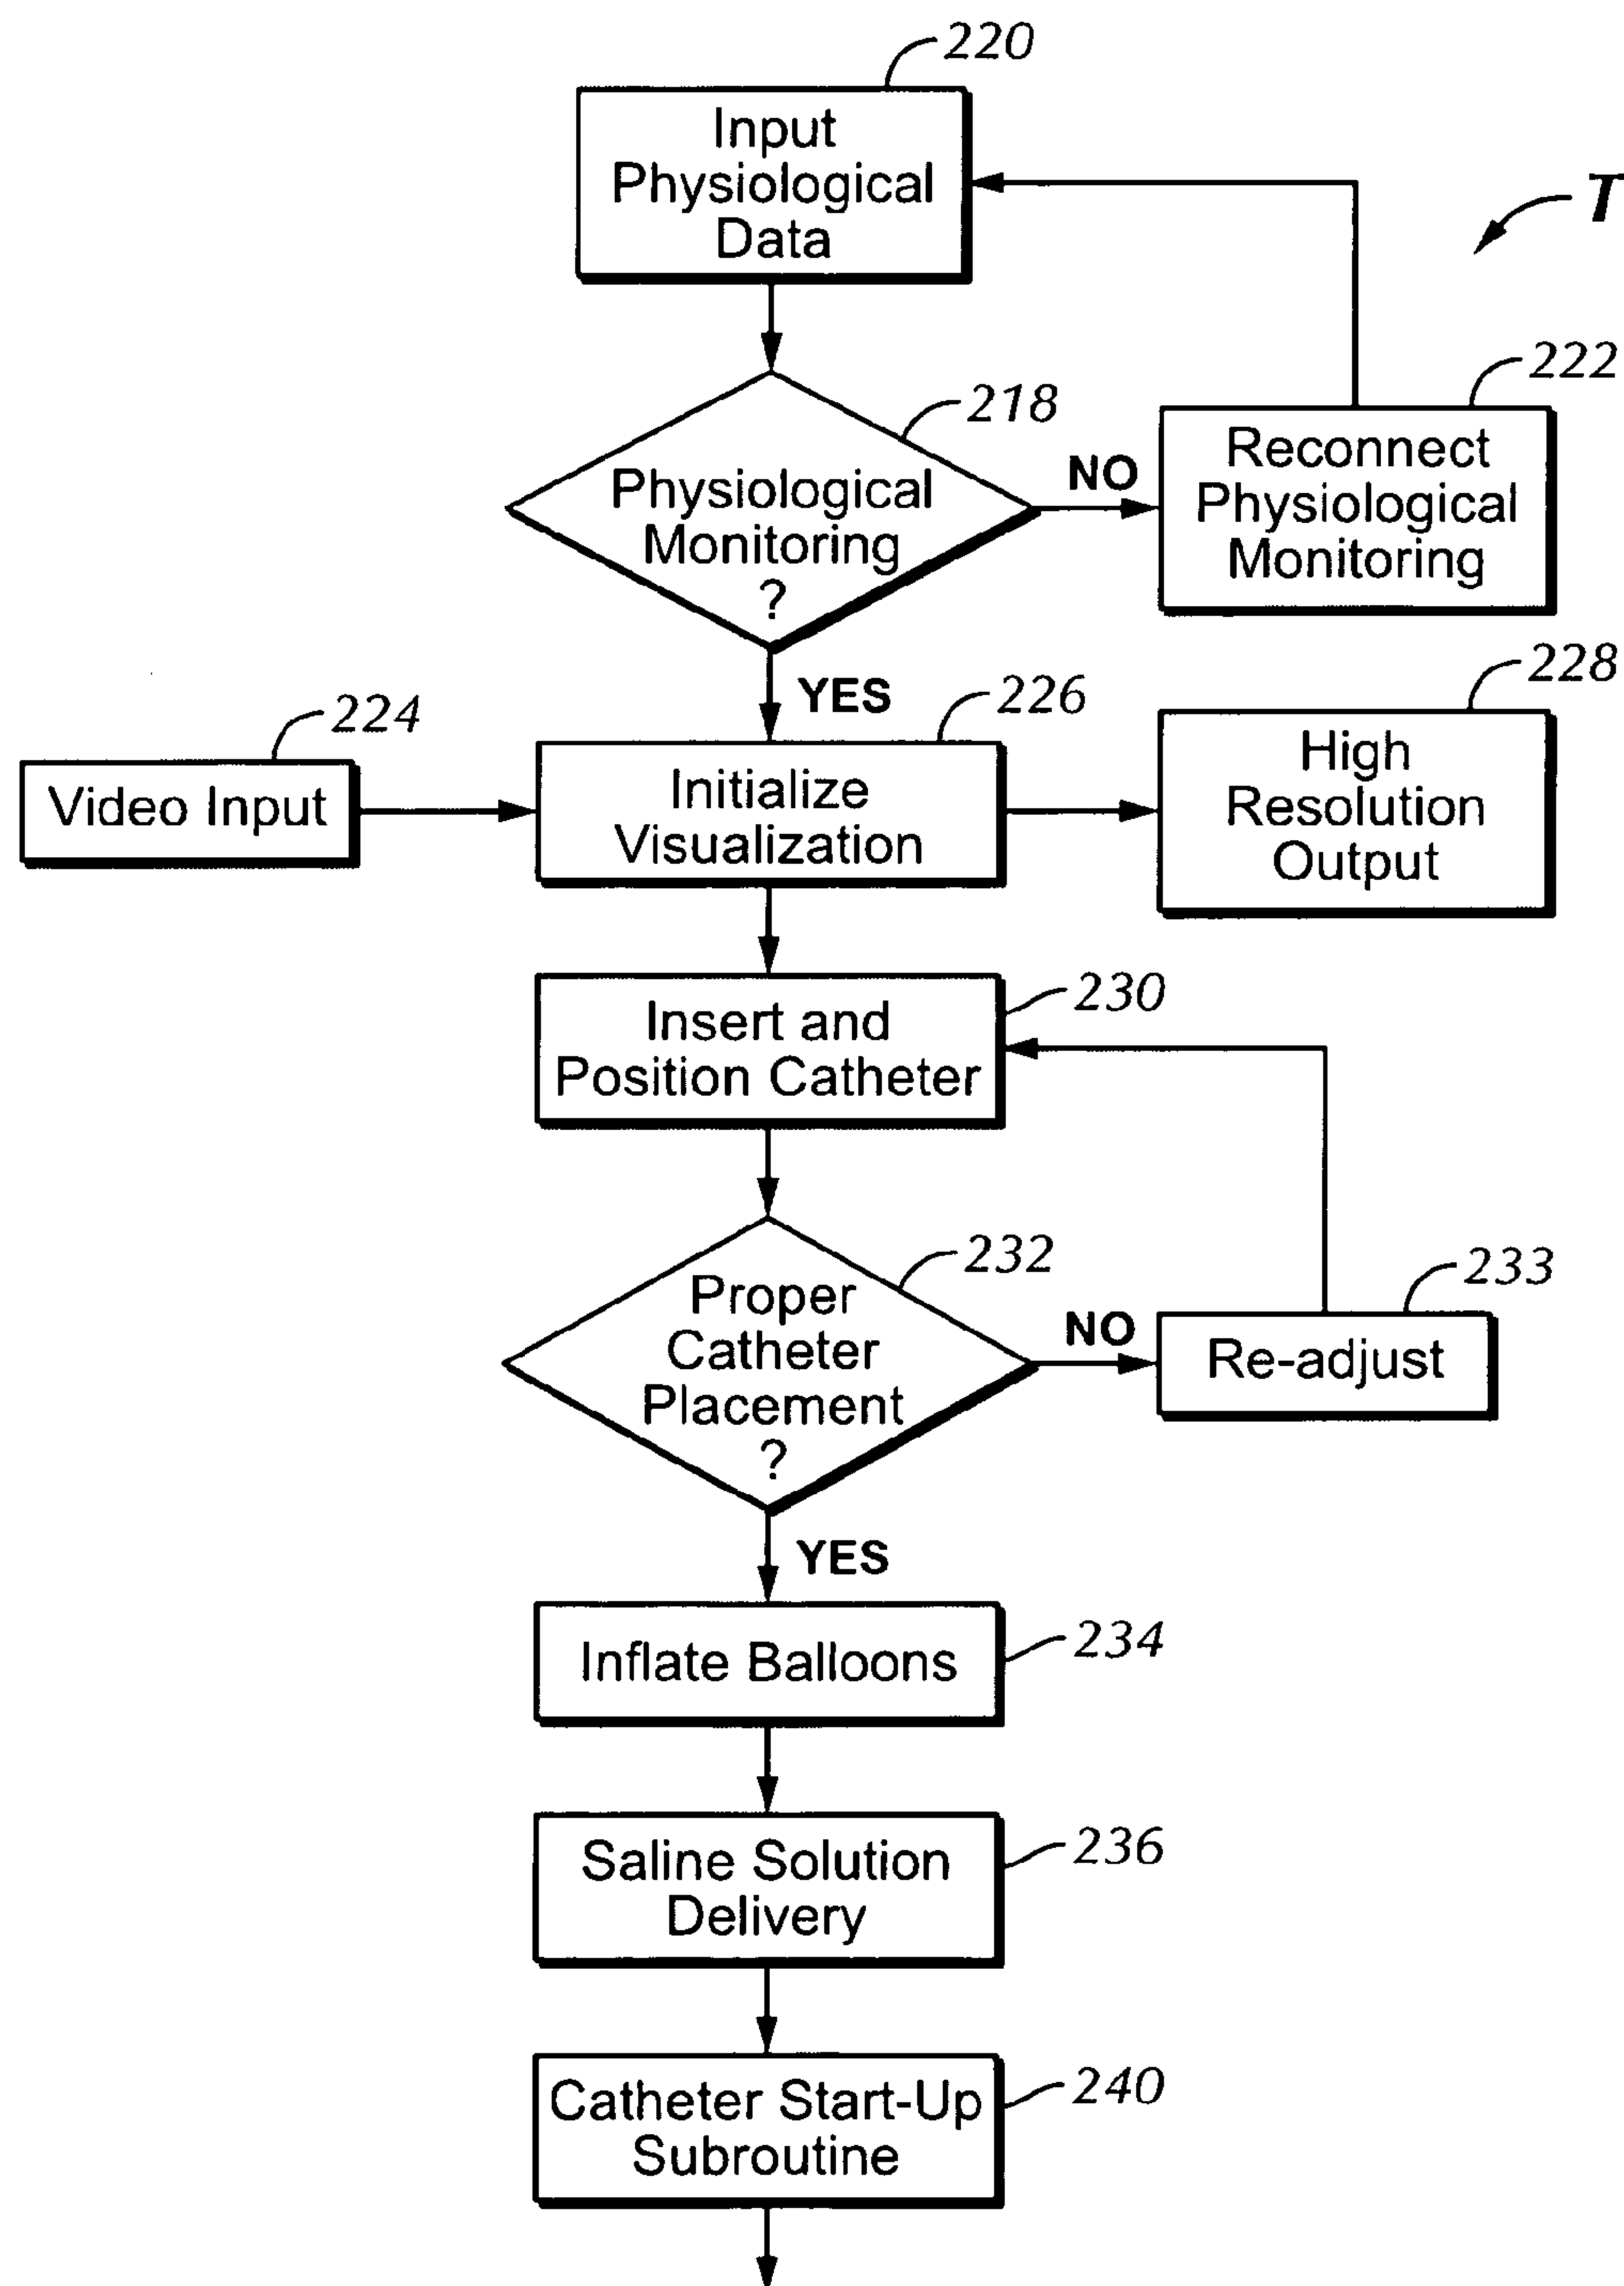 220
Input
Physiological
Data
T
218
Physiological
Monitoring
?
NO
222
Reconnect
Physiological
Monitoring
YES
224
Video Input
226
Initialize
Visualization
228
High
Resolution
Output
230
Insert and
Position Catheter
232
Proper
Catheter
Placement
?
NO
233
Re-adjust
YES
234
Inflate Balloons
236
Saline Solution
Delivery
240
Catheter Start-Up
Subroutine